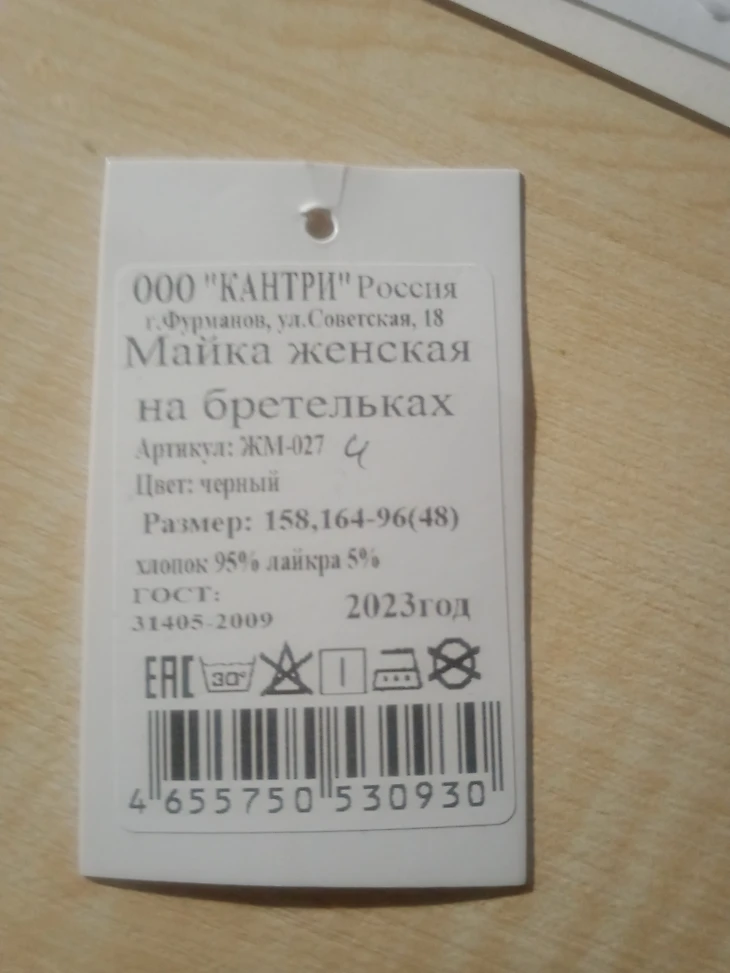 ООО "КАНТРИ" Россия
г.Фурманов, ул.Советская, 18
Майка женская
на бретельках
Артикул: ЖМ-027 4
Цвет: черный
Размер: 158,164-96(48)
хлопок 95% лайкра 5%
ГОСТ:
31405-2009 2023год
ЕАС 30°
4 655750 530930